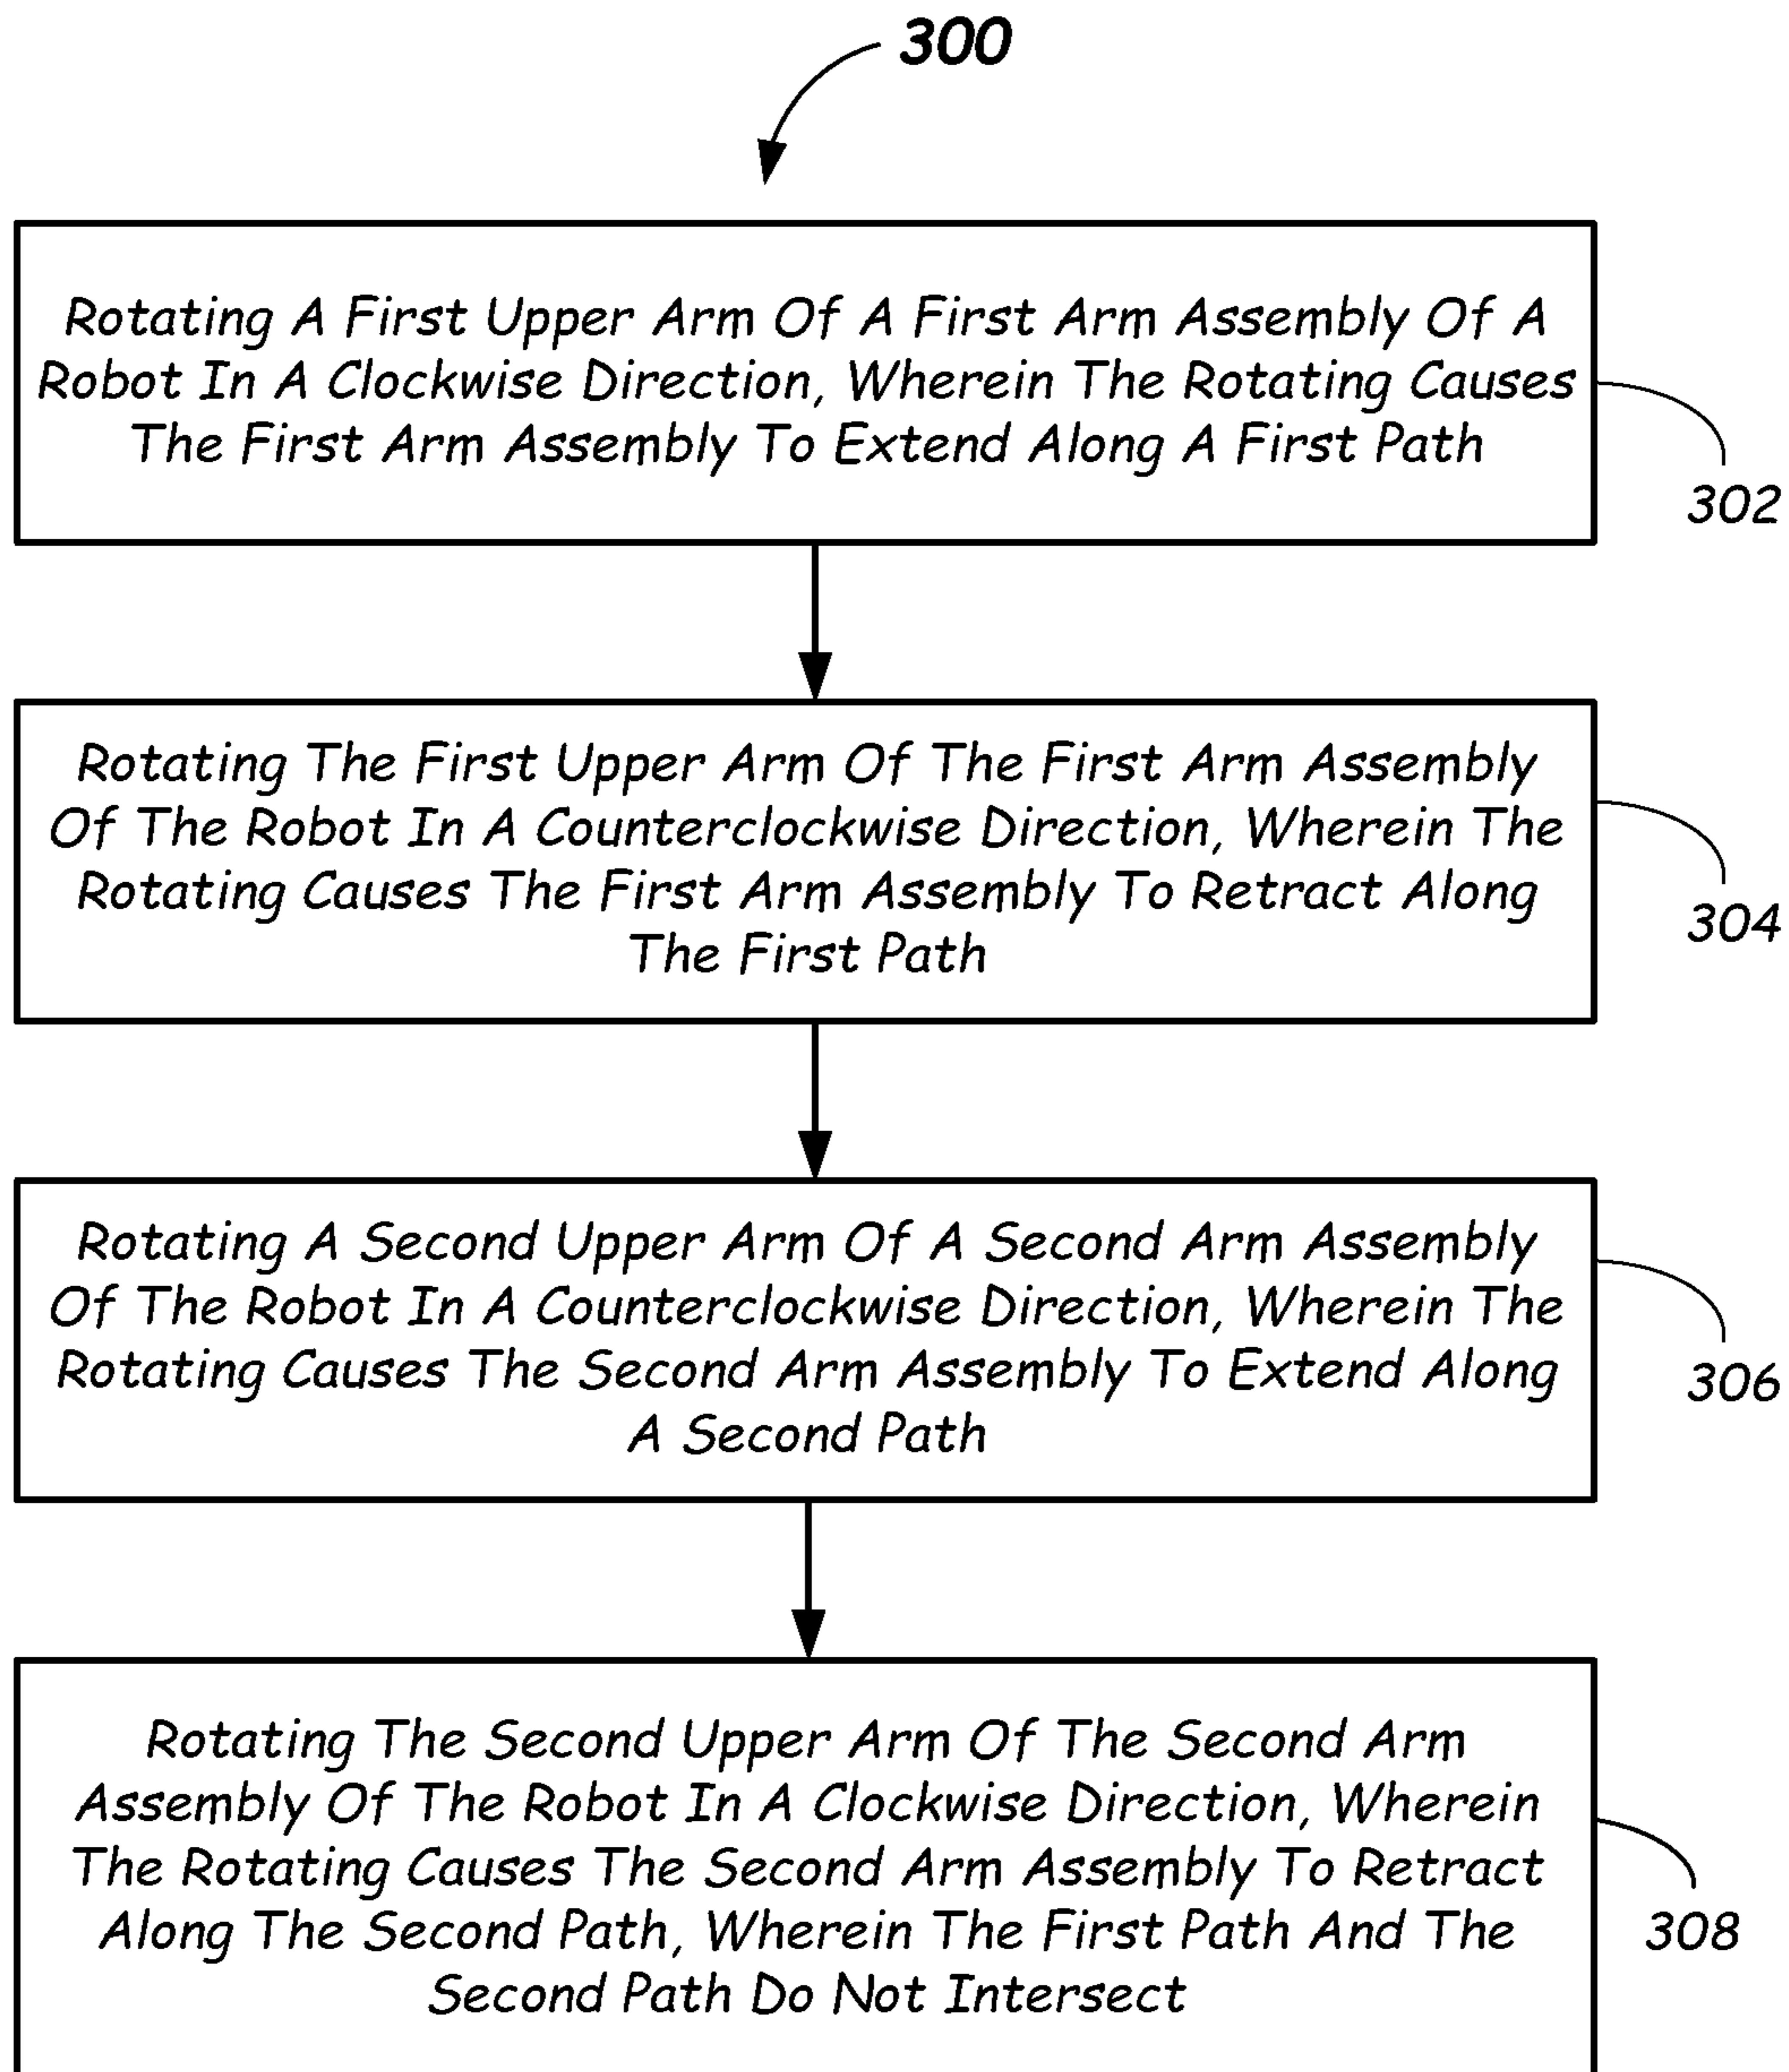 300
Rotating A First Upper Arm Of A First Arm Assembly Of A
Robot In A Clockwise Direction, Wherein The Rotating Causes
The First Arm Assembly To Extend Along A First Path
302
Rotating The First Upper Arm Of The First Arm Assembly
Of The Robot In A Counterclockwise Direction, Wherein The
Rotating Causes The First Arm Assembly To Retract Along
The First Path
304
Rotating A Second Upper Arm Of A Second Arm Assembly
Of The Robot In A Counterclockwise Direction, Wherein The
Rotating Causes The Second Arm Assembly To Extend Along
A Second Path
306
Rotating The Second Upper Arm Of The Second Arm
Assembly Of The Robot In A Clockwise Direction, Wherein
The Rotating Causes The Second Arm Assembly To Retract
Along The Second Path, Wherein The First Path And The
Second Path Do Not Intersect
308